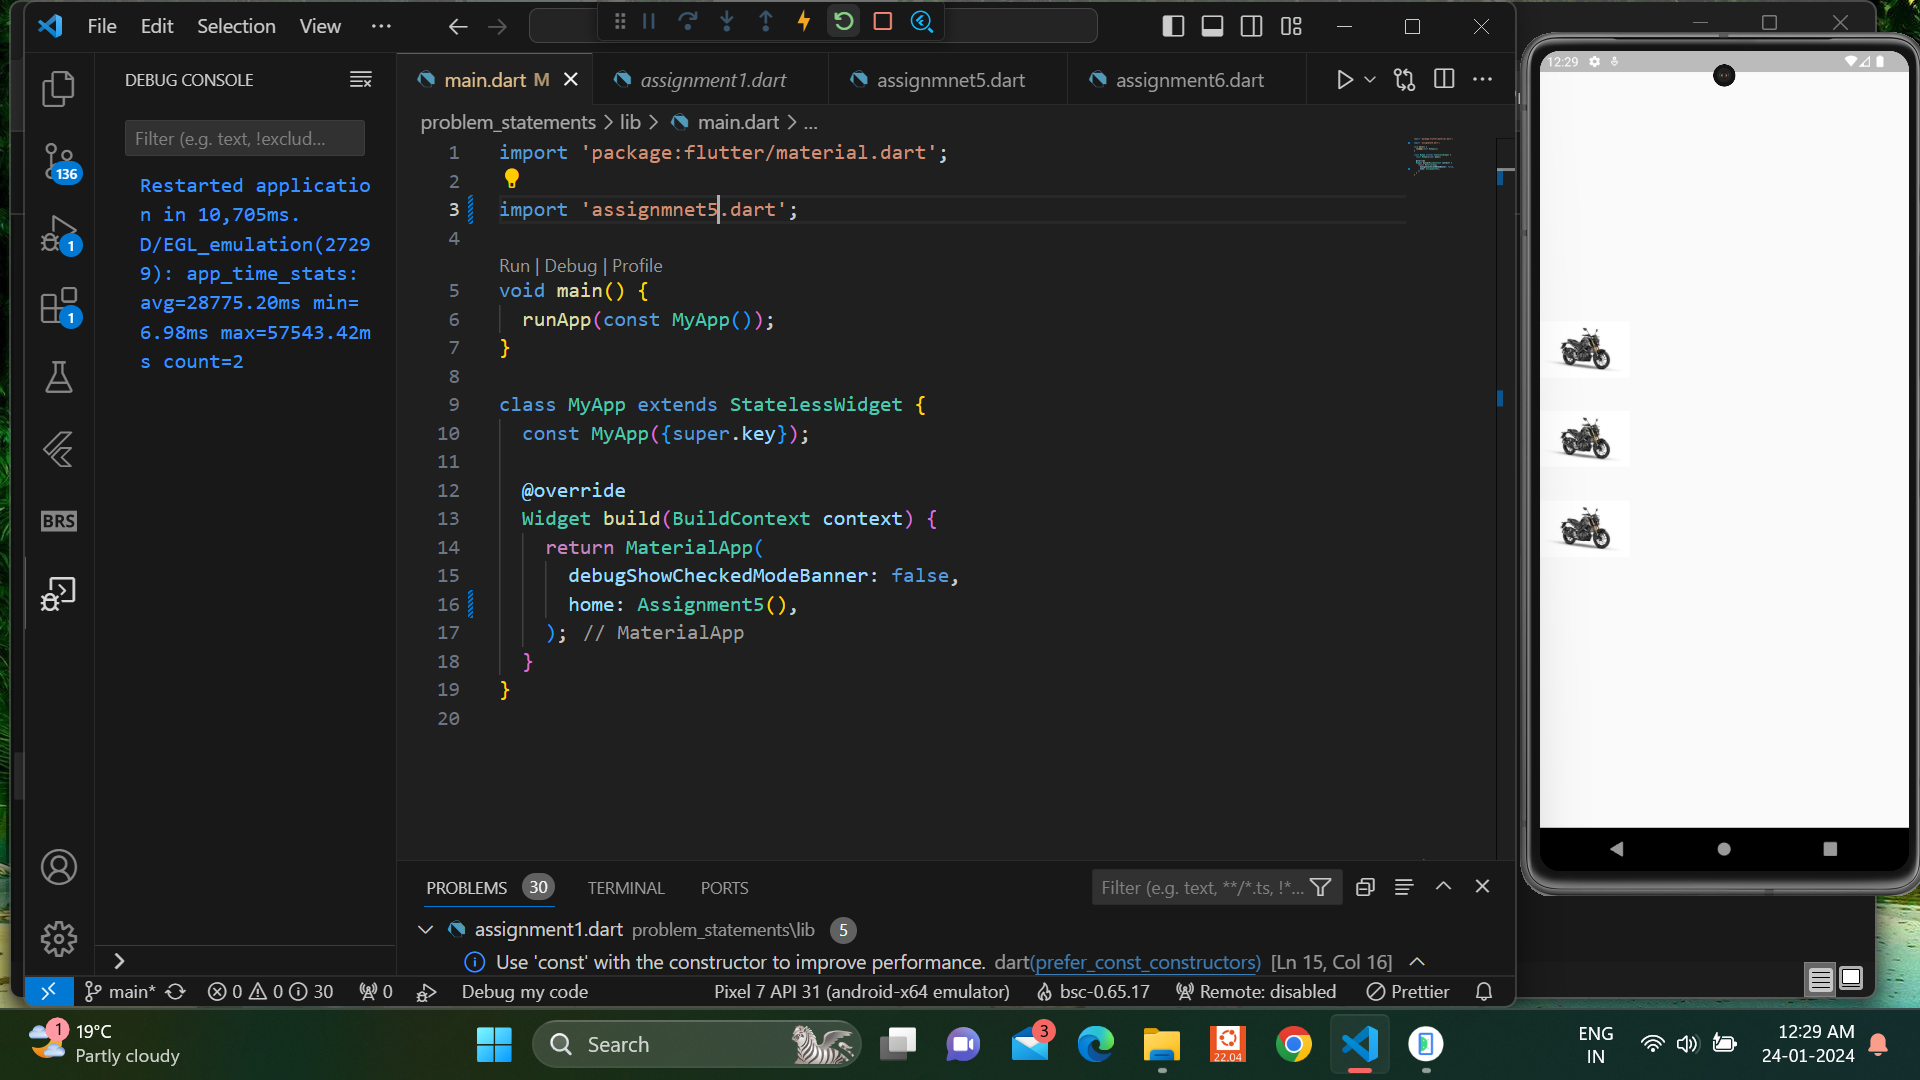 File Edit Selection View ...
DEBUG CONSOLE
Filter (e.g. text, !exclud...
Restarted applicatio
n in 10,705ms.
D/EGL_emulation(2729
9): app_time_stats:
avg=28775.20ms min=
6.98ms max=57543.42m
s count=2
136
1
1
BRS
main.dart M
assignment1.dart
assignmnet5.dart
assignment6.dart
problem_statements > lib > main.dart > ...
1 import 'package:flutter/material.dart';
2
3 import 'assignmnet5.dart';
4
Run | Debug | Profile
5 void main() {
6 runApp(const MyApp());
7 }
8
9 class MyApp extends StatelessWidget {
10 const MyApp({super.key});
11
12 @override
13 Widget build(BuildContext context) {
14 return MaterialApp(
15 debugShowCheckedModeBanner: false,
16 home: Assignment5(),
17 ); // MaterialApp
18 }
19 }
20
PROBLEMS 30 TERMINAL PORTS
Filter (e.g. text, **/*.ts, !*...
assignment1.dart problem_statements\lib 5
Use 'const' with the constructor to improve performance. dart(prefer_const_constructors) [Ln 15, Col 16]
main* 0 0 30 0 Debug my code Pixel 7 API 31 (android-x64 emulator) bsc-0.65.17 Remote: disabled Prettier
12:29
1
19°C
Partly cloudy
Search
3
22.04
ENG
IN
12:29 AM
24-01-2024